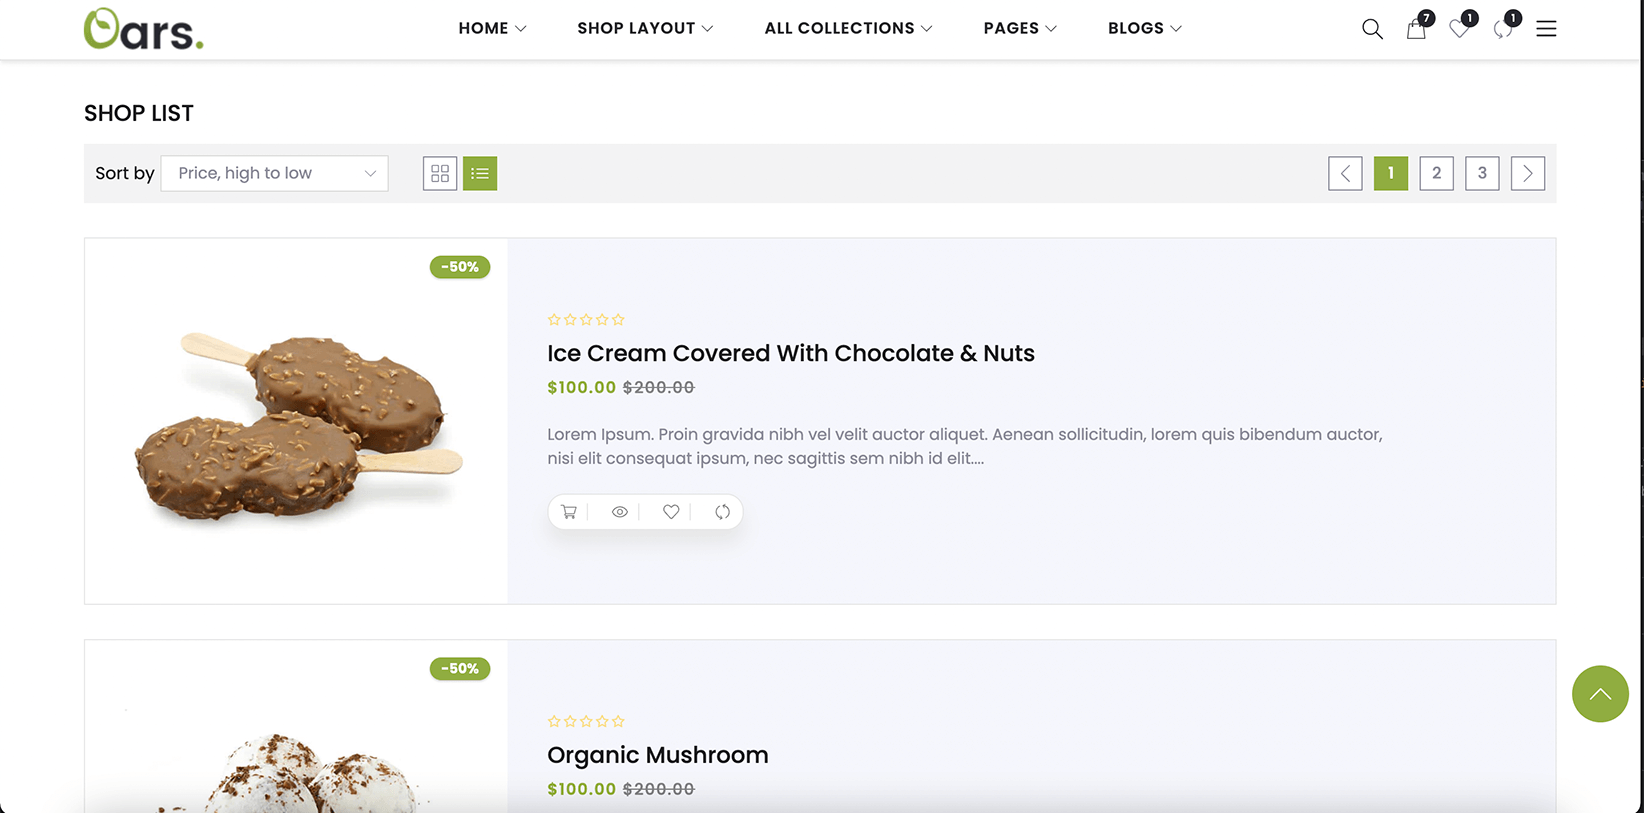 Oars.
HOME
SHOP LAYOUT
ALL COLLECTIONS
PAGES
BLOGS
7
1
1
SHOP LIST
Sort by
Price, high to low
1
2
3
-50%
Ice Cream Covered With Chocolate & Nuts
$100.00 $200.00
Lorem Ipsum. Proin gravida nibh vel velit auctor aliquet. Aenean sollicitudin, lorem quis bibendum auctor,
nisi elit consequat ipsum, nec sagittis sem nibh id elit....
-50%
Organic Mushroom
$100.00 $200.00